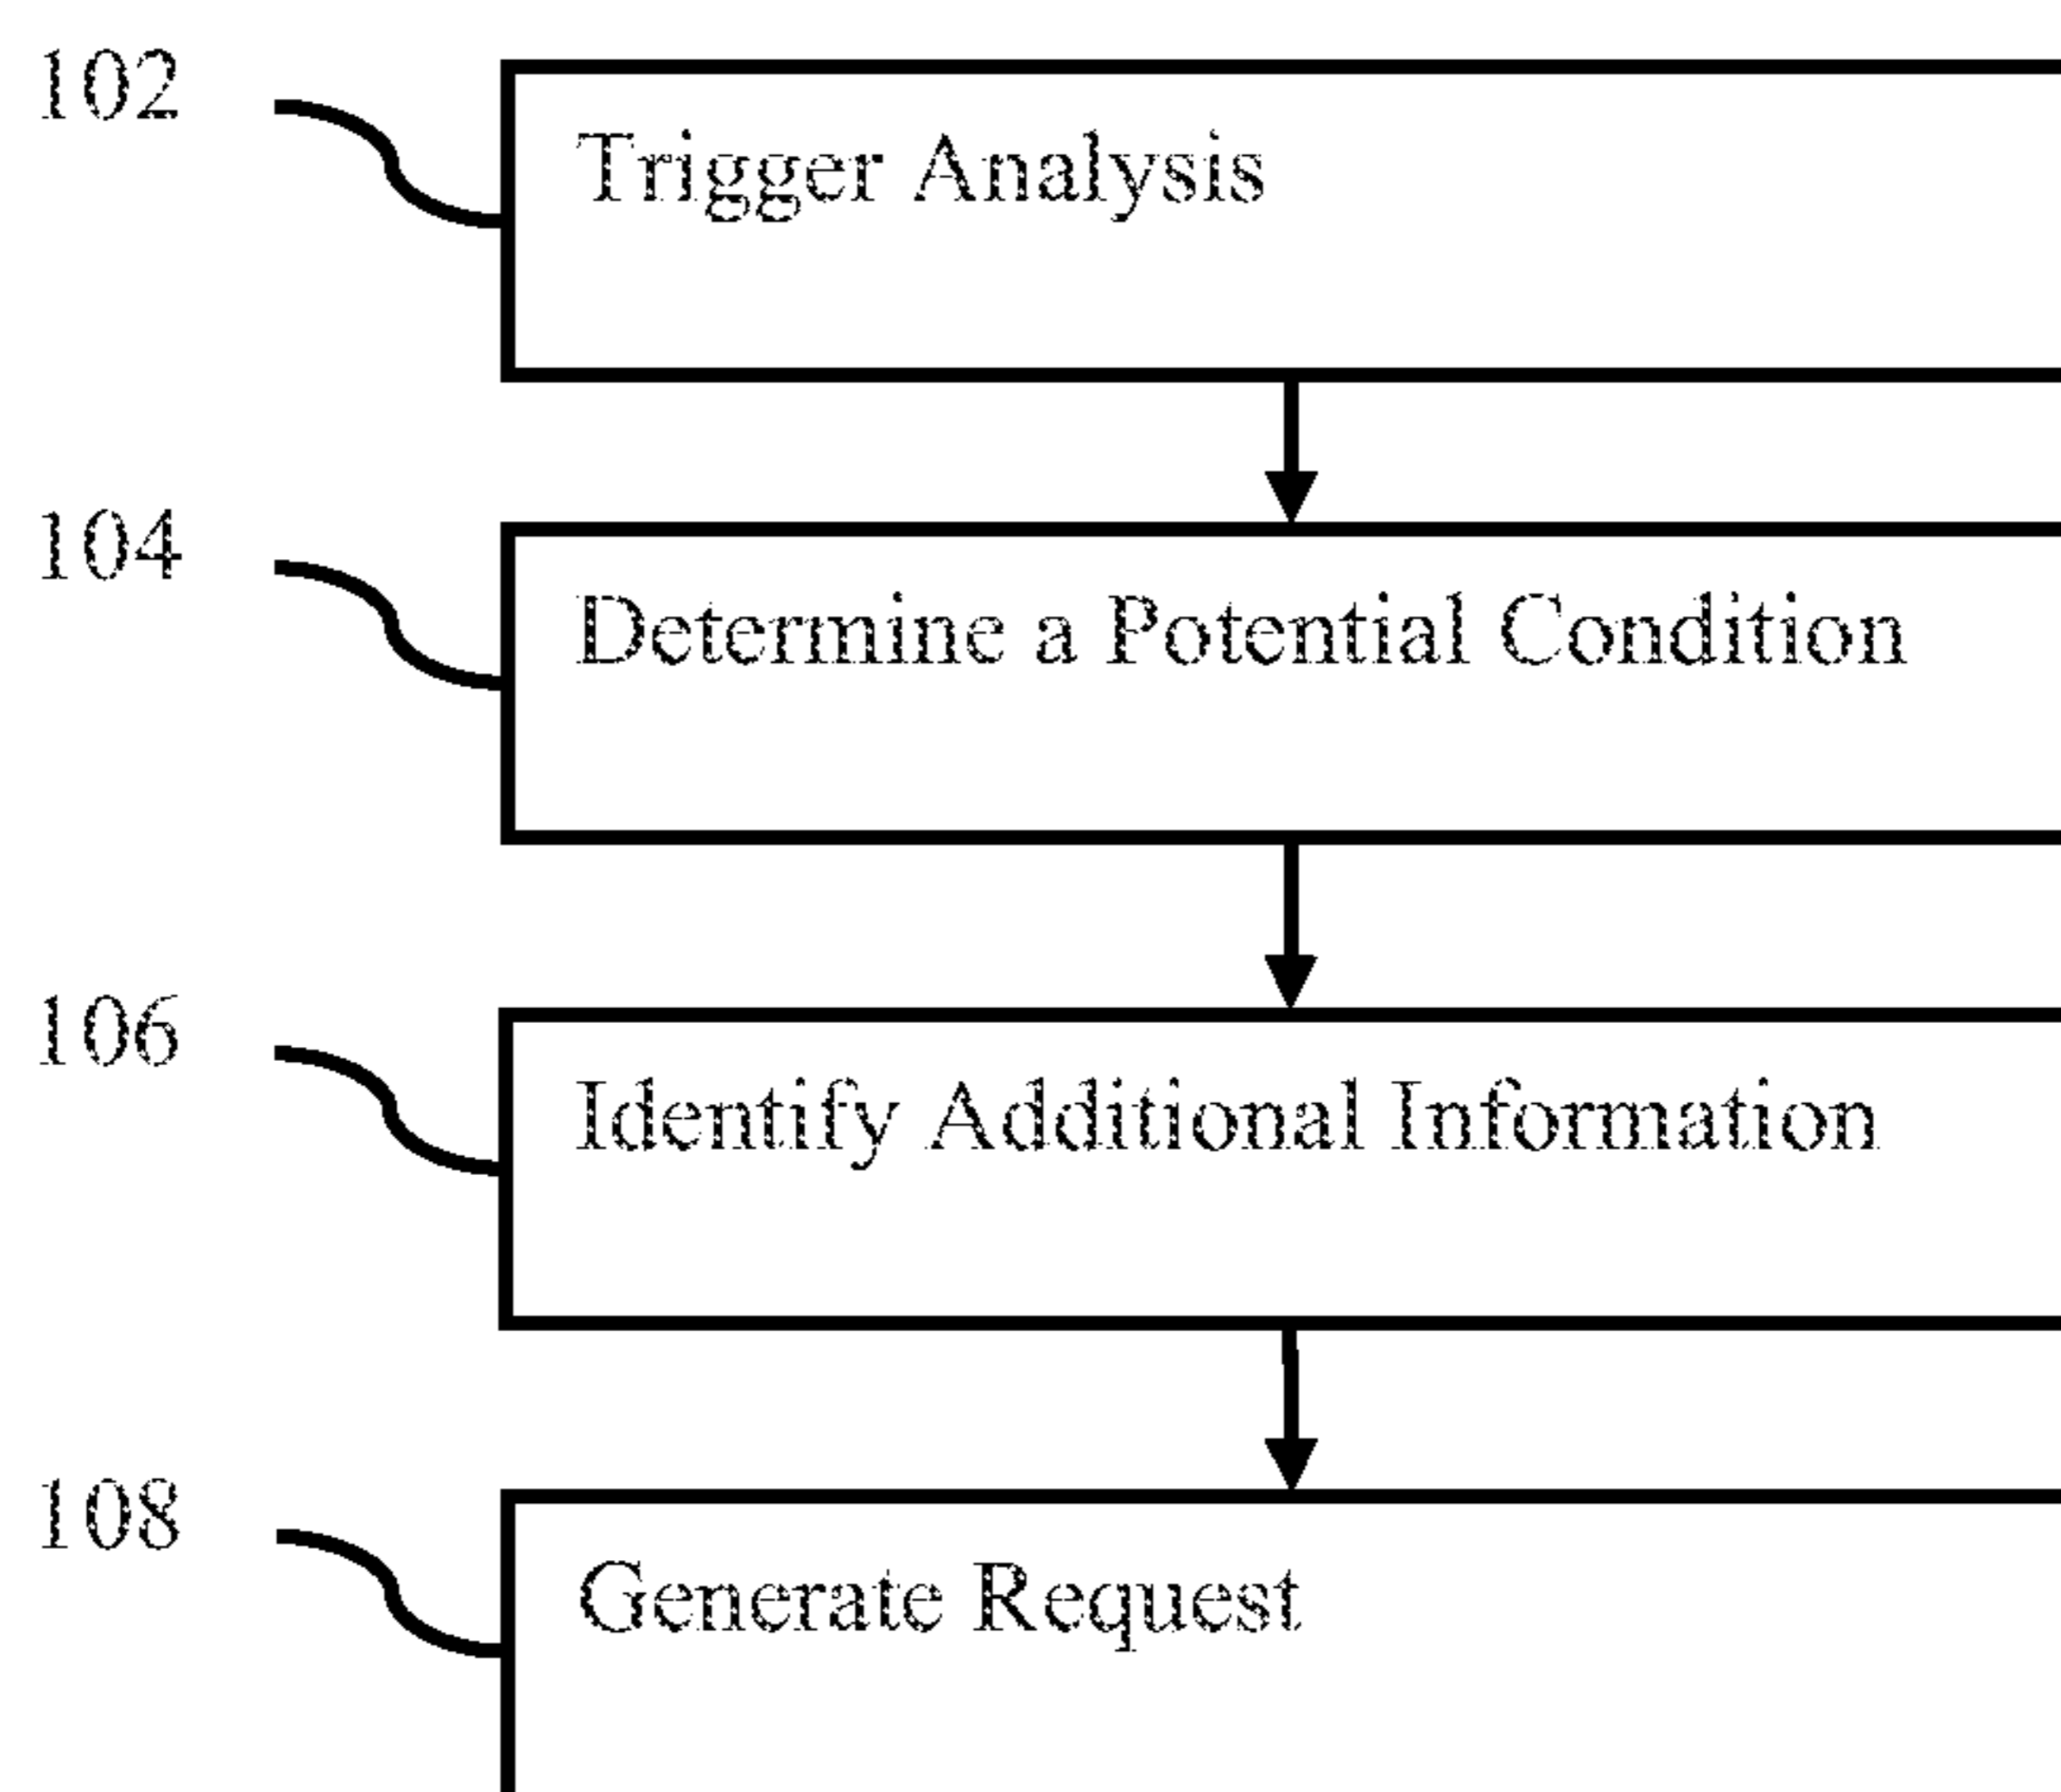 102
Trigger Analysis
104
Determine a Potential Condition
106
Identify Additional Information
108
Generate Request